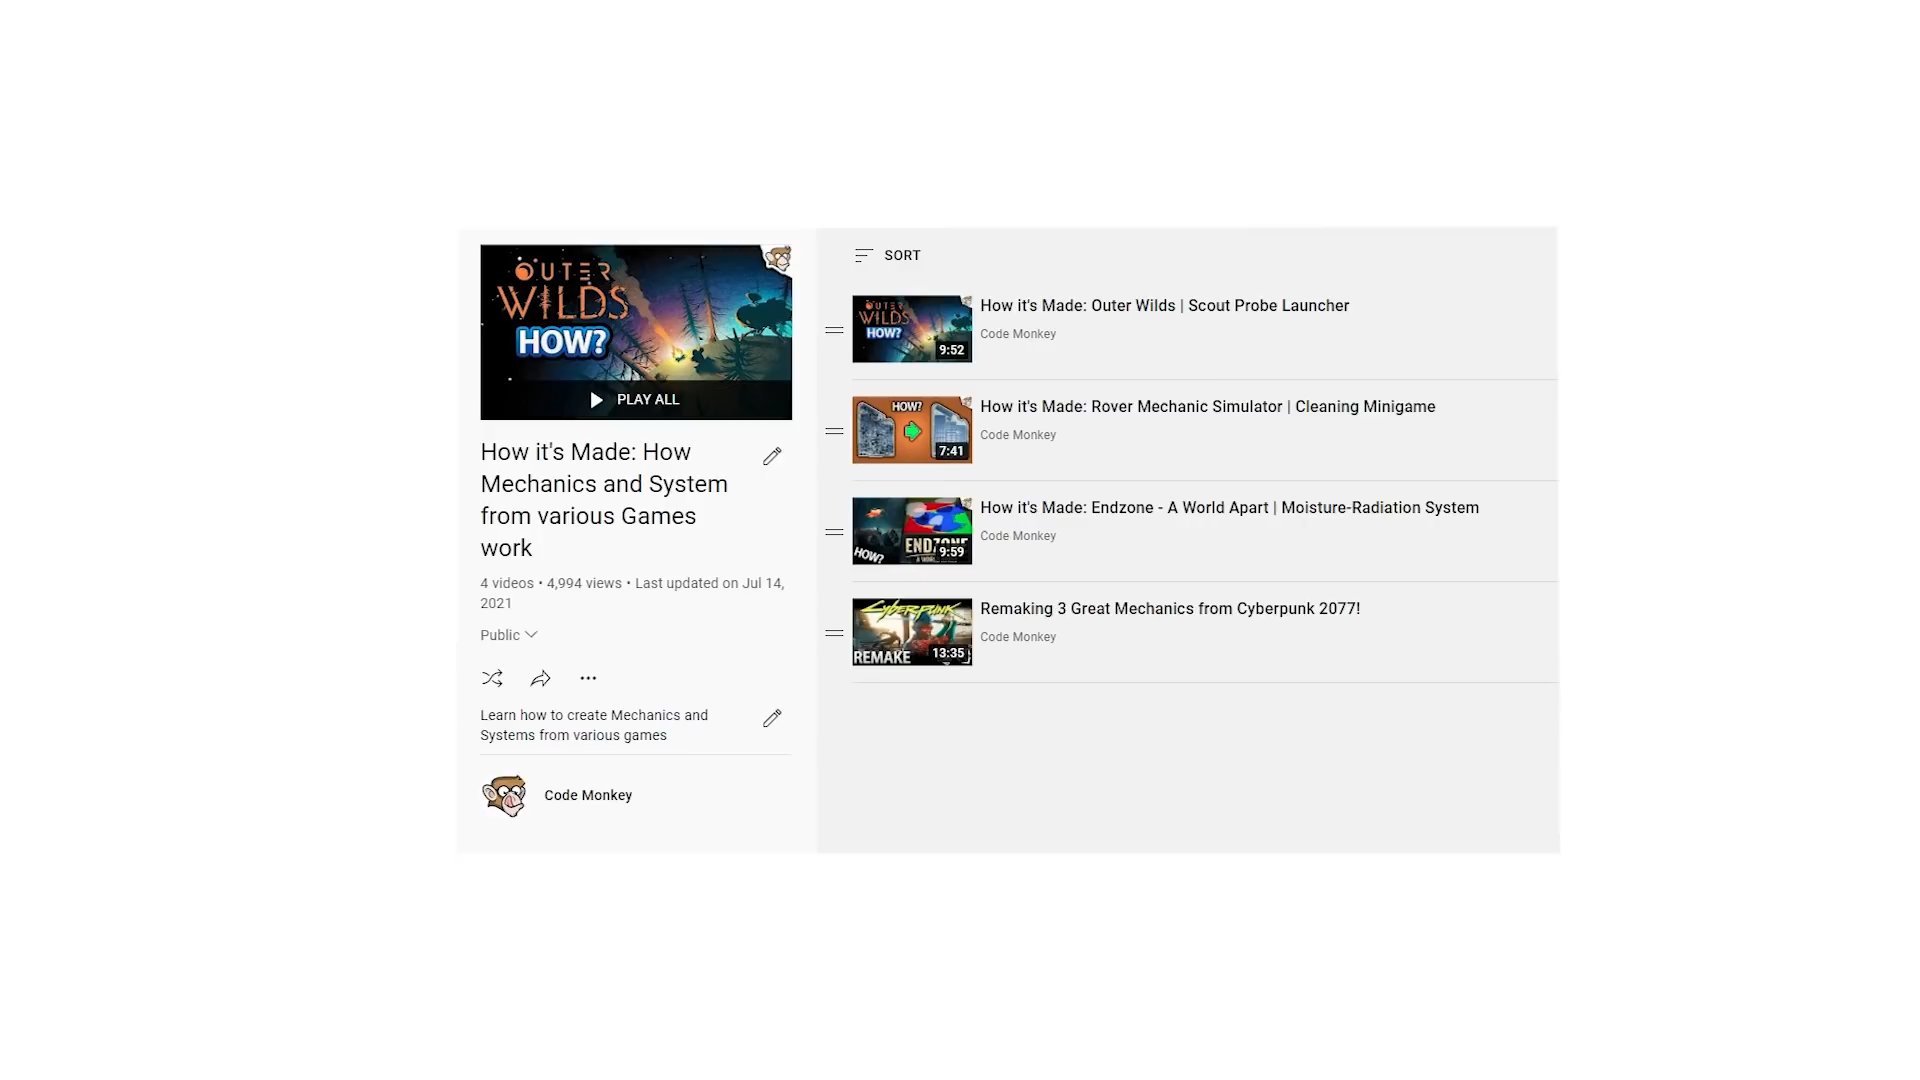 OUTER
WILDS
HOW?
PLAY ALL
How it's Made: How
Mechanics and System
from various Games
work
4 videos • 4,994 views • Last updated on Jul 14,
2021
Public
Learn how to create Mechanics and
Systems from various games
Code Monkey
SORT
OUTER
WILDS
HOW?
9:52
How it's Made: Outer Wilds | Scout Probe Launcher
Code Monkey
HOW?
7:41
How it's Made: Rover Mechanic Simulator | Cleaning Minigame
Code Monkey
HOW?
ENDZONE
9:59
How it's Made: Endzone - A World Apart | Moisture-Radiation System
Code Monkey
CYBERPUNK
REMAKE
13:35
Remaking 3 Great Mechanics from Cyberpunk 2077!
Code Monkey